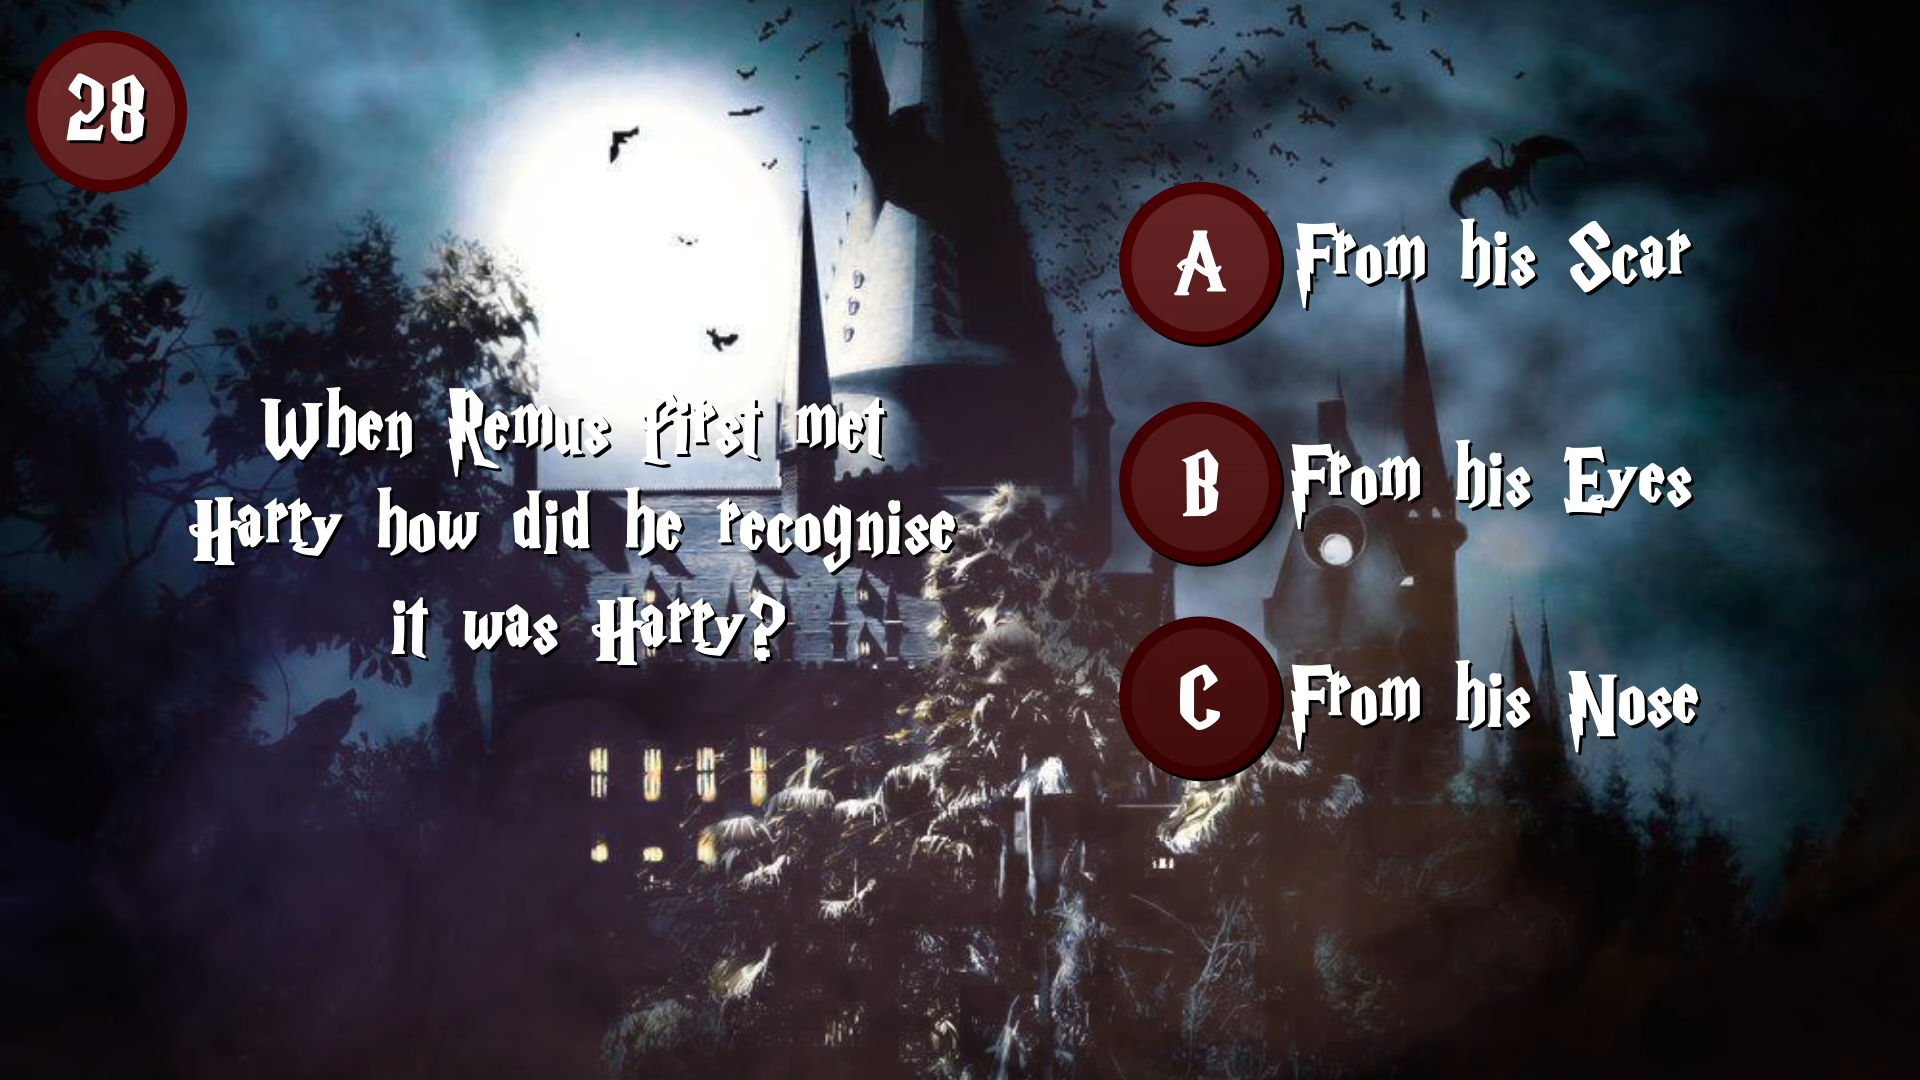 28
When Remus first met
Harry how did he recognise
it was Harry?
A From his Scar
B From his Eyes
C From his Nose